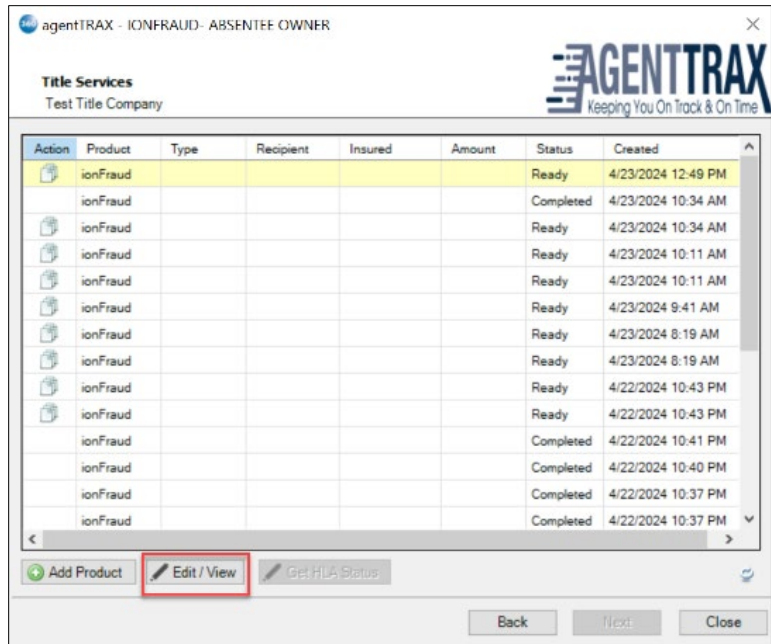 360 agentTRAX - IONFRAUD- ABSENTEE OWNER
Title Services
Test Title Company
AGENTTRAX
Keeping You On Track & On Time
Action Product Type Recipient Insured Amount Status Created
ionFraud Ready 4/23/2024 12:49 PM
ionFraud Completed 4/23/2024 10:34 AM
ionFraud Ready 4/23/2024 10:34 AM
ionFraud Ready 4/23/2024 10:11 AM
ionFraud Ready 4/23/2024 10:11 AM
ionFraud Ready 4/23/2024 9:41 AM
ionFraud Ready 4/23/2024 8:19 AM
ionFraud Ready 4/23/2024 8:19 AM
ionFraud Ready 4/22/2024 10:43 PM
ionFraud Ready 4/22/2024 10:43 PM
ionFraud Completed 4/22/2024 10:41 PM
ionFraud Completed 4/22/2024 10:40 PM
ionFraud Completed 4/22/2024 10:37 PM
ionFraud Completed 4/22/2024 10:37 PM
Add Product Edit / View Get HLA Status
Back Next Close